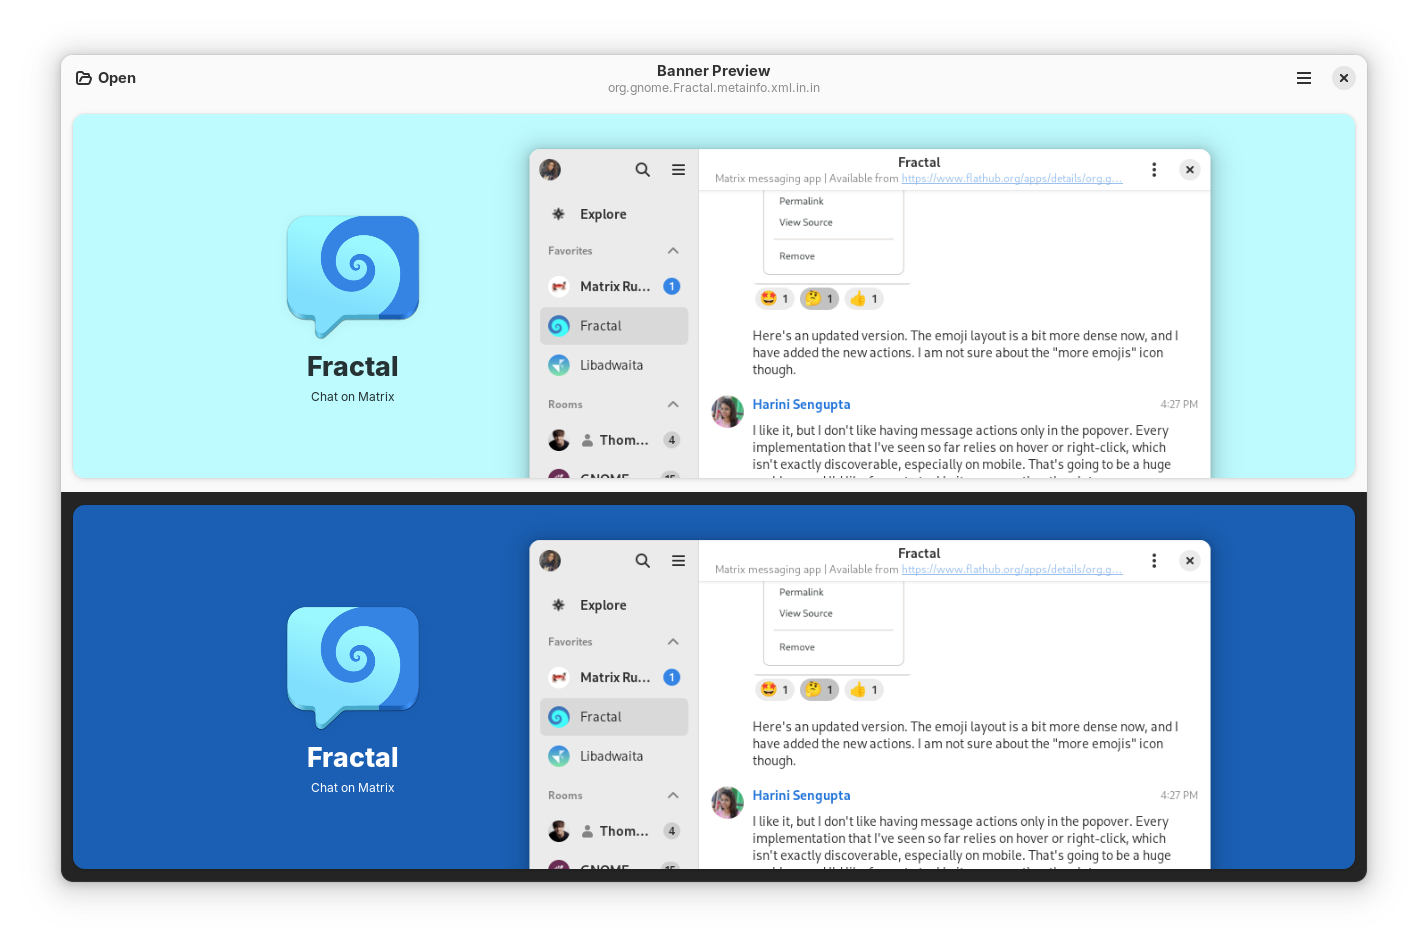 Open
Banner Preview
org.gnome.Fractal.metainfo.xml.in.in
Fractal
Chat on Matrix
Explore
Favorites
Matrix Ru... 1
Fractal
Libadwaita
Rooms
Thom... 4
GNOME
Fractal
Matrix messaging app | Available from https://www.flathub.org/apps/details/org.g...
Permalink
View Source
Remove
🤩 1 🤔 1 👍 1
Here's an updated version. The emoji layout is a bit more dense now, and I
have added the new actions. I am not sure about the "more emojis" icon
though.
Harini Sengupta 4:27 PM
I like it, but I don't like having message actions only in the popover. Every
implementation that I've seen so far relies on hover or right-click, which
isn't exactly discoverable, especially on mobile. That's going to be a huge
Fractal
Chat on Matrix
Explore
Favorites
Matrix Ru... 1
Fractal
Libadwaita
Rooms
Thom... 4
GNOME
Fractal
Matrix messaging app | Available from https://www.flathub.org/apps/details/org.g...
Permalink
View Source
Remove
🤩 1 🤔 1 👍 1
Here's an updated version. The emoji layout is a bit more dense now, and I
have added the new actions. I am not sure about the "more emojis" icon
though.
Harini Sengupta 4:27 PM
I like it, but I don't like having message actions only in the popover. Every
implementation that I've seen so far relies on hover or right-click, which
isn't exactly discoverable, especially on mobile. That's going to be a huge